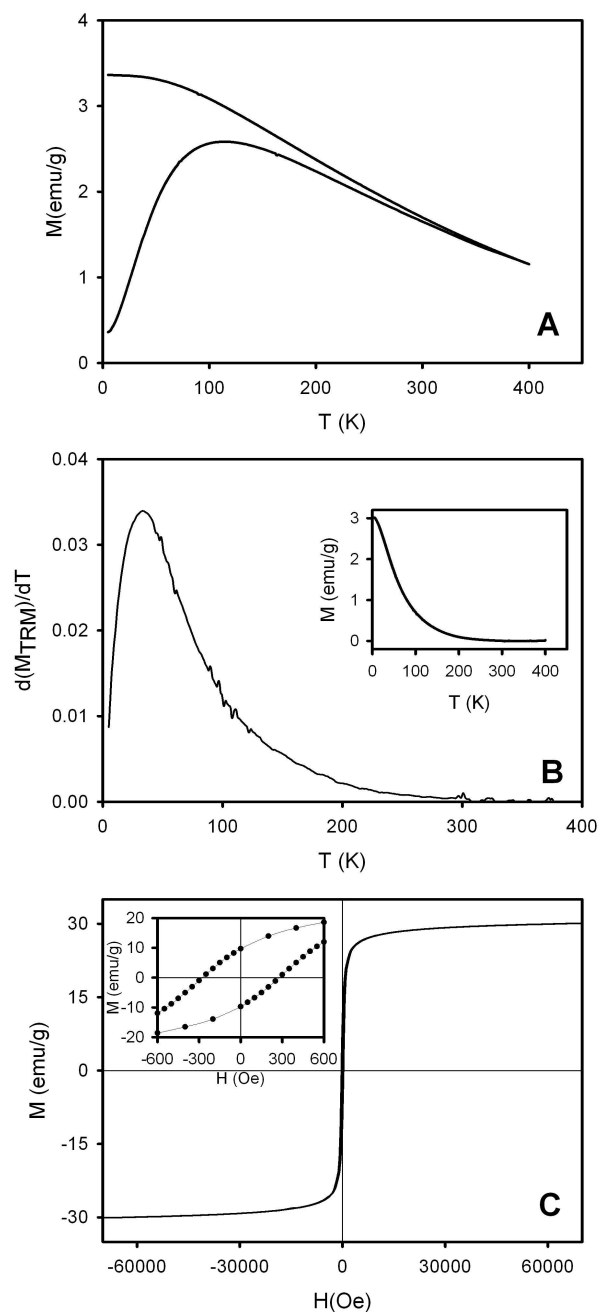 4
3
2
1
0
M(emu/g)
0 100 200 300 400
T (K)
A
0.04
0.03
0.02
0.01
0.00
d(MTRM)/dT
0 100 200 300 400
T (K)
B
3
2
1
0
M (emu/g)
0 100 200 300 400
T (K)
30
15
0
-15
-30
M (emu/g)
-60000 -30000 0 30000 60000
H(Oe)
C
20
10
0
-10
-20
M (emu/g)
-600 -300 0 300 600
H (Oe)